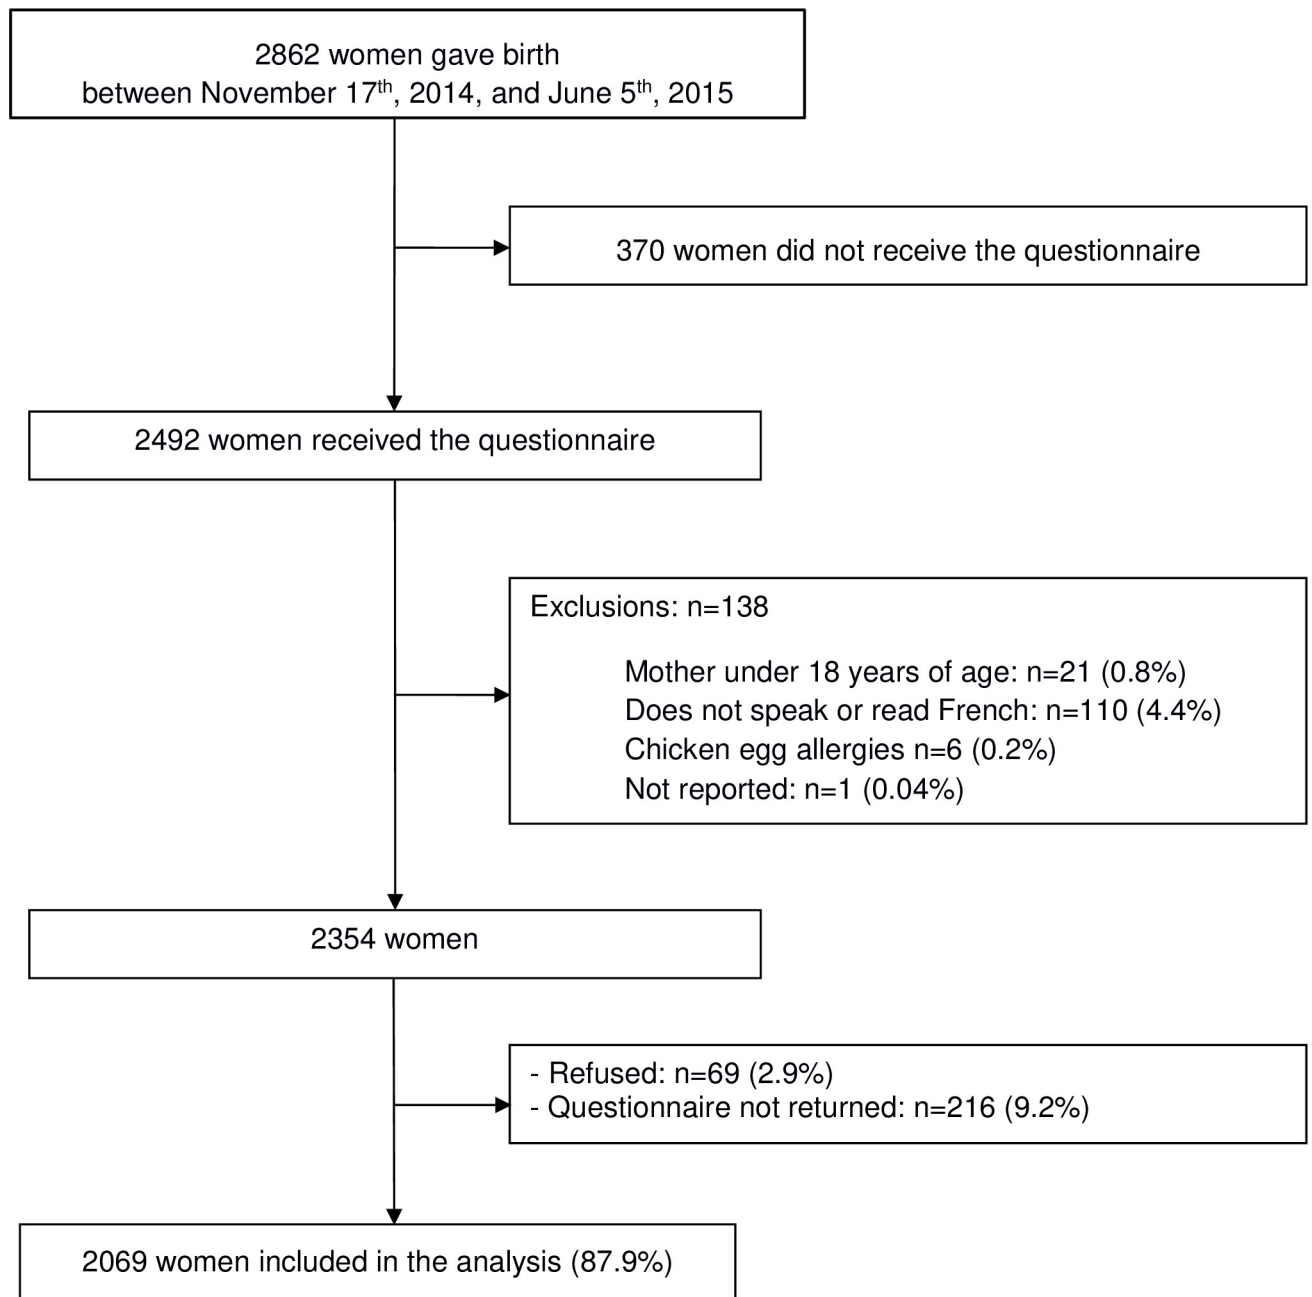 2862 women gave birth
between November 17th, 2014, and June 5th, 2015
370 women did not receive the questionnaire
2492 women received the questionnaire
Exclusions: n=138
Mother under 18 years of age: n=21 (0.8%)
Does not speak or read French: n=110 (4.4%)
Chicken egg allergies n=6 (0.2%)
Not reported: n=1 (0.04%)
2354 women
- Refused: n=69 (2.9%)
- Questionnaire not returned: n=216 (9.2%)
2069 women included in the analysis (87.9%)